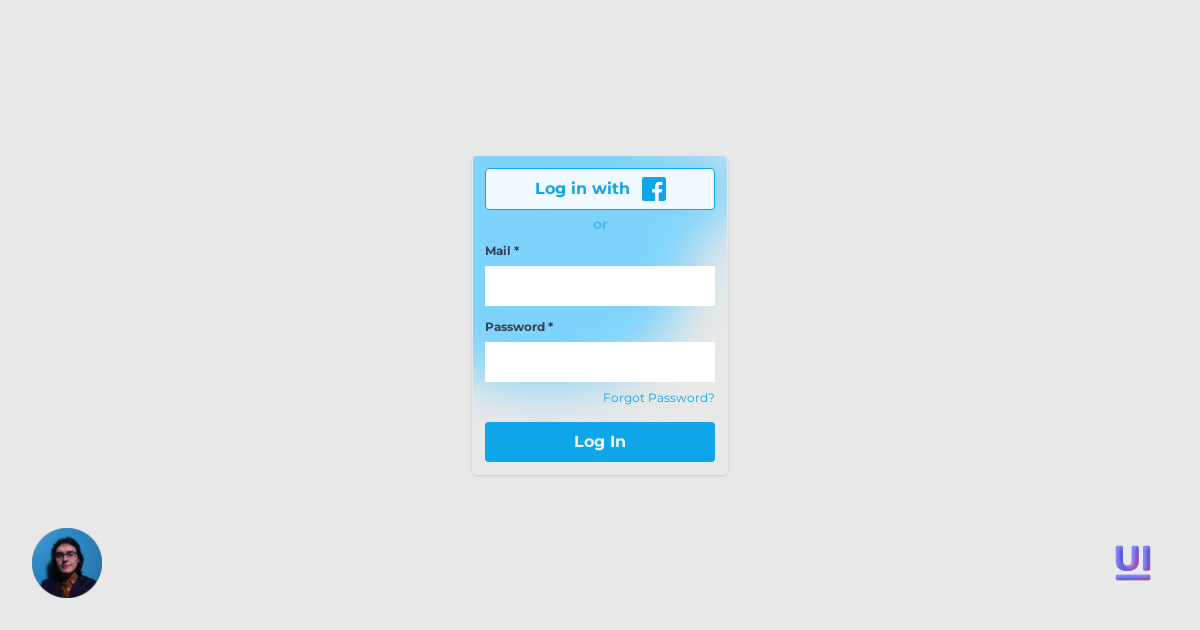 Log in with
or
Mail *
Password *
Forgot Password?
Log In
UI